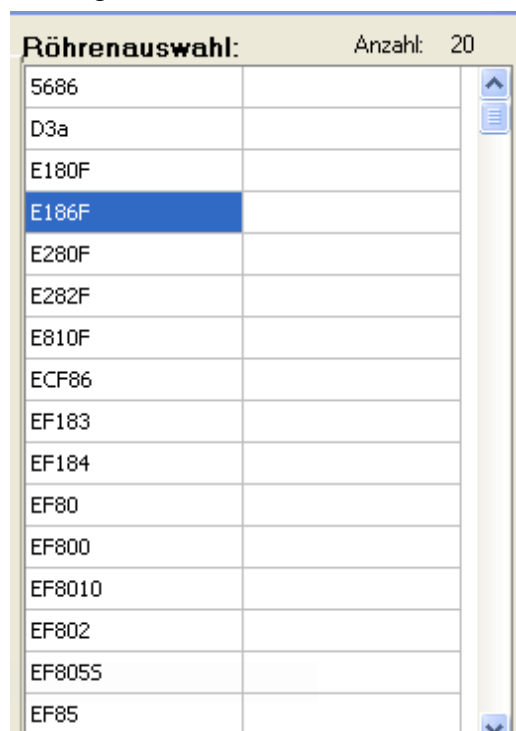 Röhrenauswahl: Anzahl: 20
5686
D3a
E180F
E186F
E280F
E282F
E810F
ECF86
EF183
EF184
EF80
EF800
EF8010
EF802
EF805S
EF85